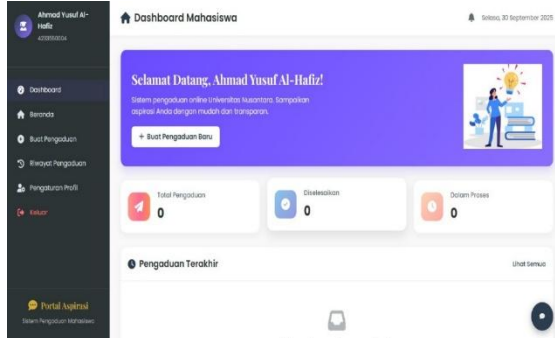 Ahmad Yusuf Al-
Hafiz
Dashboard Mahasiswa
Selasa, 30 September 2025
Dashboard
Beranda
Buat Pengaduan
Riwayat Pengaduan
Pengaturan Profil
Keluar
Selamat Datang, Ahmad Yusuf Al-Hafiz!
Sistem pengaduan online Universitas Nusantara. Sampaikan
aspirasi Anda dengan mudah dan transparan.
+ Buat Pengaduan Baru
Total Pengaduan
0
Diselesaikan
0
Dalam Proses
0
Pengaduan Terakhir
Lihat Semua
Portal Aspirasi
Sistem Pengaduan Mahasiswa